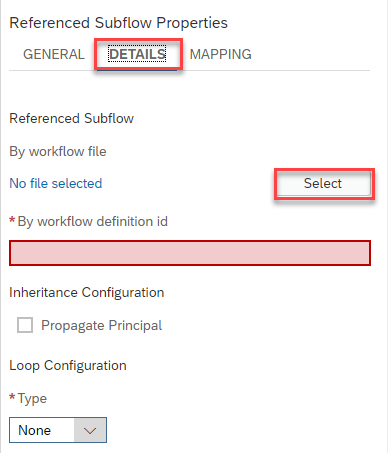 Referenced Subflow Properties
GENERAL DETAILS MAPPING
Referenced Subflow
By workflow file
No file selected Select
*By workflow definition id
Inheritance Configuration
Propagate Principal
Loop Configuration
*Type
None